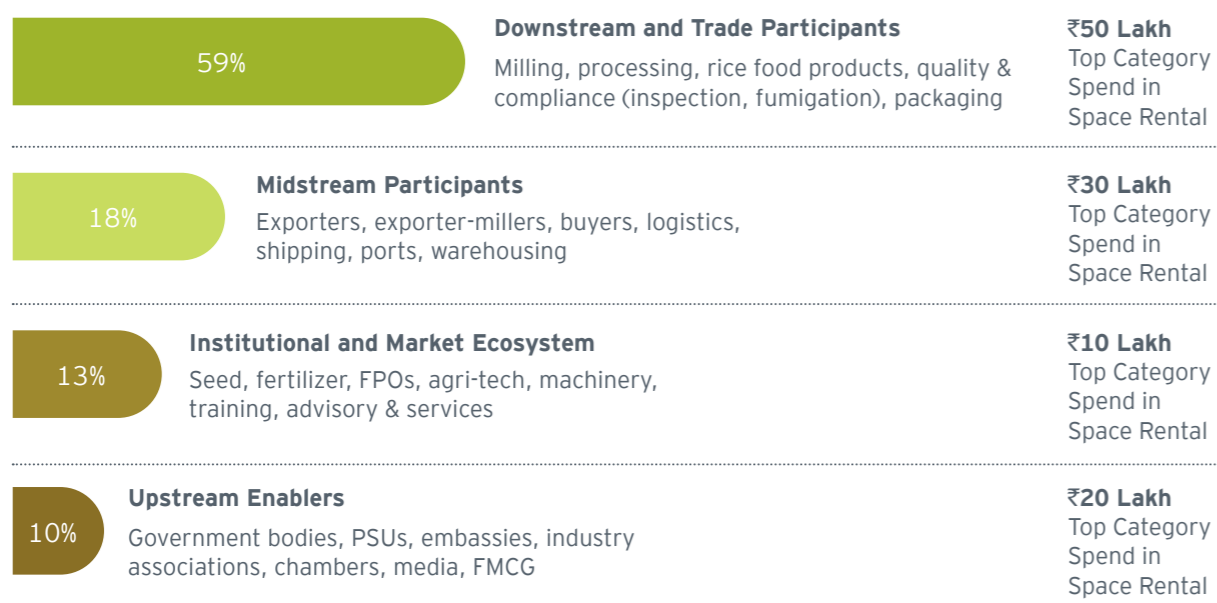 59%
Downstream and Trade Participants
Milling, processing, rice food products, quality &
compliance (inspection, fumigation), packaging
₹50 Lakh
Top Category
Spend in
Space Rental
18%
Midstream Participants
Exporters, exporter-millers, buyers, logistics,
shipping, ports, warehousing
₹30 Lakh
Top Category
Spend in
Space Rental
13%
Institutional and Market Ecosystem
Seed, fertilizer, FPOs, agri-tech, machinery,
training, advisory & services
₹10 Lakh
Top Category
Spend in
Space Rental
10%
Upstream Enablers
Government bodies, PSUs, embassies, industry
associations, chambers, media, FMCG
₹20 Lakh
Top Category
Spend in
Space Rental